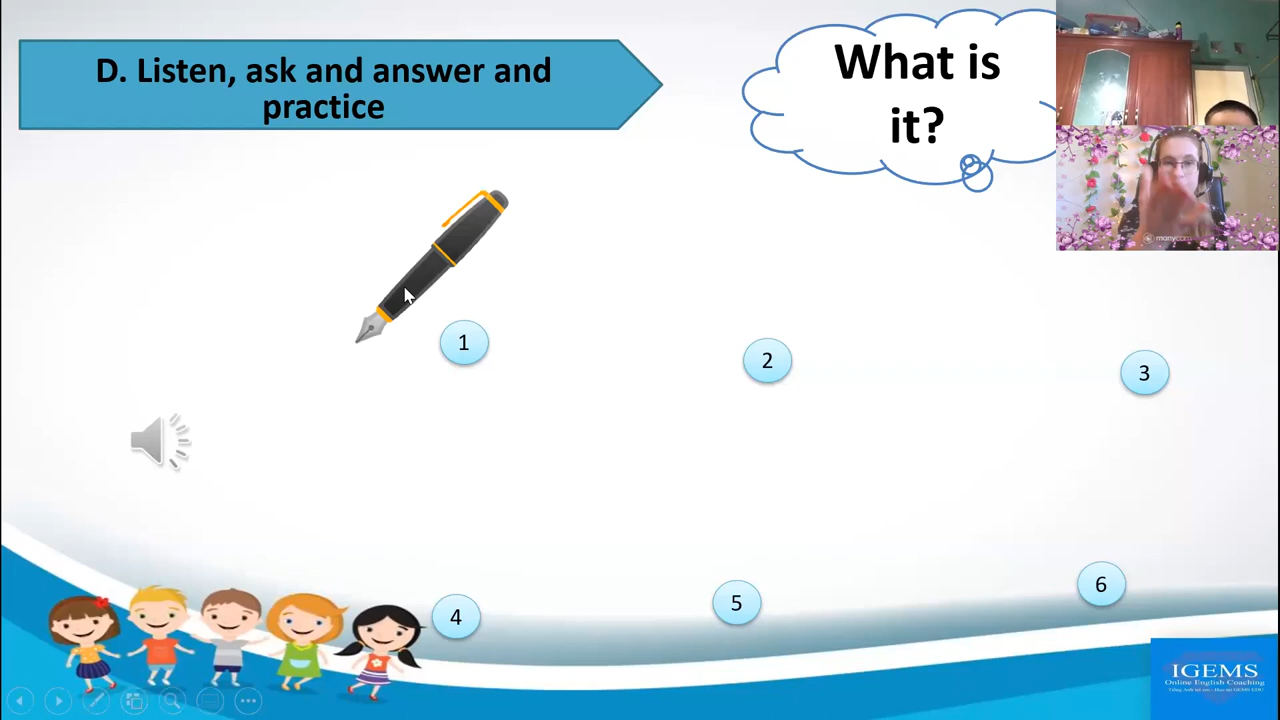 D. Listen, ask and answer and
practice
What is
it?
manycam
1
2
3
4
5
6
IGEMS
Online English Coaching